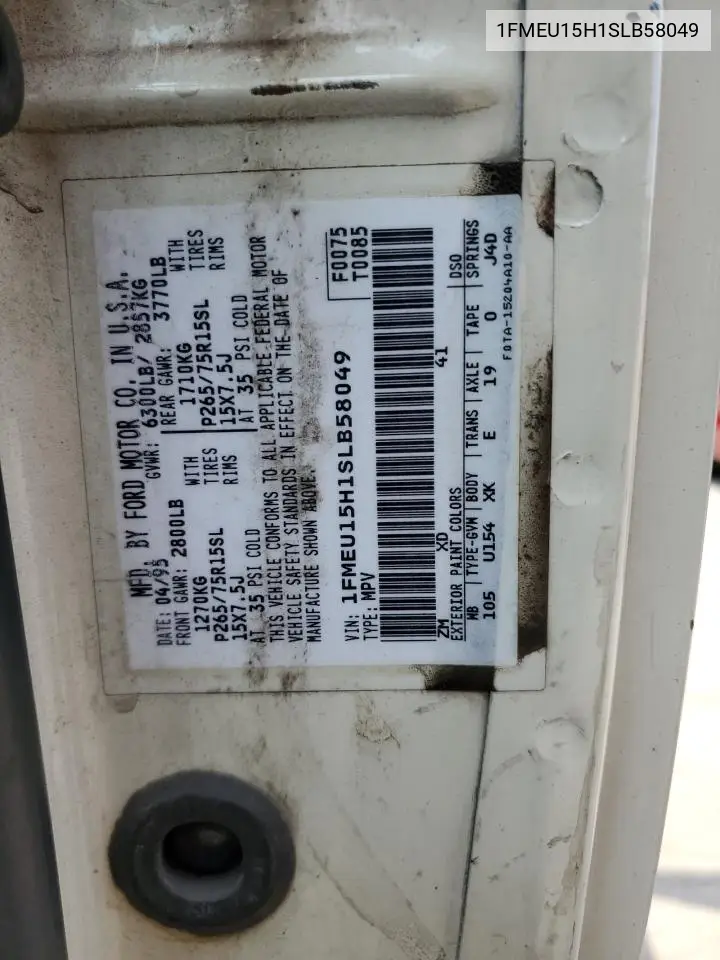 1FMEU15H1SLB58049
MFD. BY FORD MOTOR CO. IN U.S.A.
DATE: 04/95 GVWR: 6300LB/ 2857KG
FRONT GAWR: 2800LB REAR GAWR: 3770LB
1270KG WITH 1710KG WITH
P265/75R15SL TIRES P265/75R15SL TIRES
15X7.5J RIMS 15X7.5J RIMS
AT 35 PSI COLD AT 35 PSI COLD
THIS VEHICLE CONFORMS TO ALL APPLICABLE FEDERAL MOTOR
VEHICLE SAFETY STANDARDS IN EFFECT ON THE DATE OF
MANUFACTURE SHOWN ABOVE.
VIN: 1FMEU15H1SLB58049 F0075
TYPE: MPV T0085
ZM XD 41
EXTERIOR PAINT COLORS DSO
WB TYPE-GVW BODY TRANS AXLE TAPE SPRINGS
105 U154 XK E 19 O J4D
F0TA-15204A10-AA